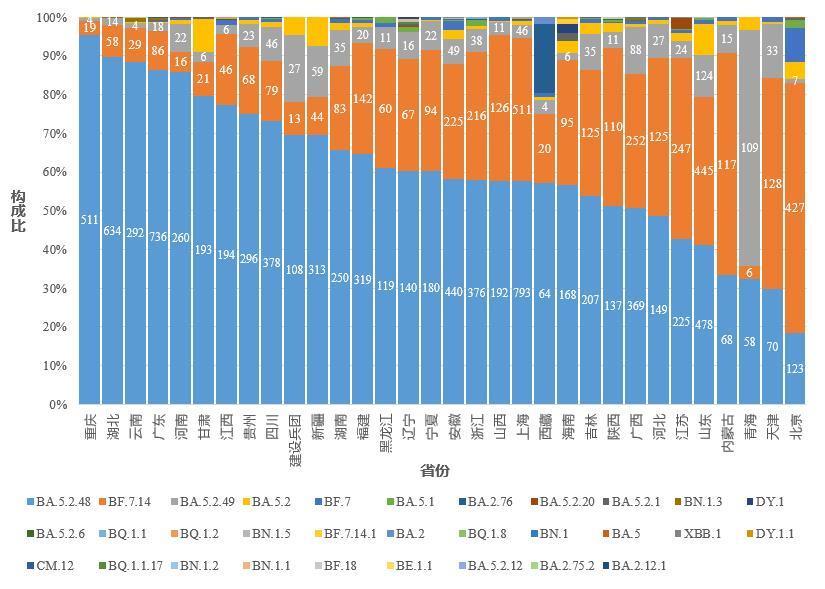 100%
90%
80%
70%
60%
50%
40%
30%
20%
10%
0%
构成比
4 14 4 18 22 6 6 23 46 27 59 35 20 11 16 22 49 38 11 46 4 6 35 11 88 27 24 124 15 109 33 7
19 58 29 86 16 21 46 68 79 13 44 83 142 60 67 94 225 216 126 511 20 95 125 110 252 125 247 445 117 6 128 427
511 634 292 736 260 193 194 296 378 108 313 250 319 119 140 180 440 376 192 793 64 168 207 137 369 149 225 478 68 58 70 123
重庆 湖北 云南 广东 河南 甘肃 江西 贵州 四川 建设兵团 新疆 湖南 福建 黑龙江 辽宁 宁夏 安徽 浙江 山西 上海 西藏 海南 吉林 陕西 广西 河北 江苏 山东 内蒙古 青海 天津 北京
省份
BA.5.2.48 BF.7.14 BA.5.2.49 BA.5.2 BF.7 BA.5.1 BA.2.76 BA.5.2.20 BA.5.2.1 BN.1.3 DY.1
BA.5.2.6 BQ.1.1 BQ.1.2 BN.1.5 BF.7.14.1 BA.2 BQ.1.8 BN.1 BA.5 XBB.1 DY.1.1
CM.12 BQ.1.1.17 BN.1.2 BN.1.1 BF.18 BE.1.1 BA.5.2.12 BA.2.75.2 BA.2.12.1